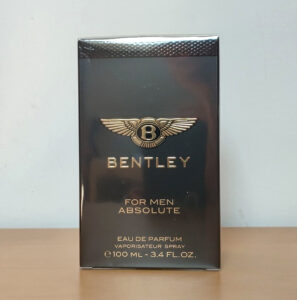 B
BENTLEY
FOR MEN
ABSOLUTE
EAU DE PARFUM
VAPORISATEUR SPRAY
℮ 100 ML - 3.4 FL.OZ.